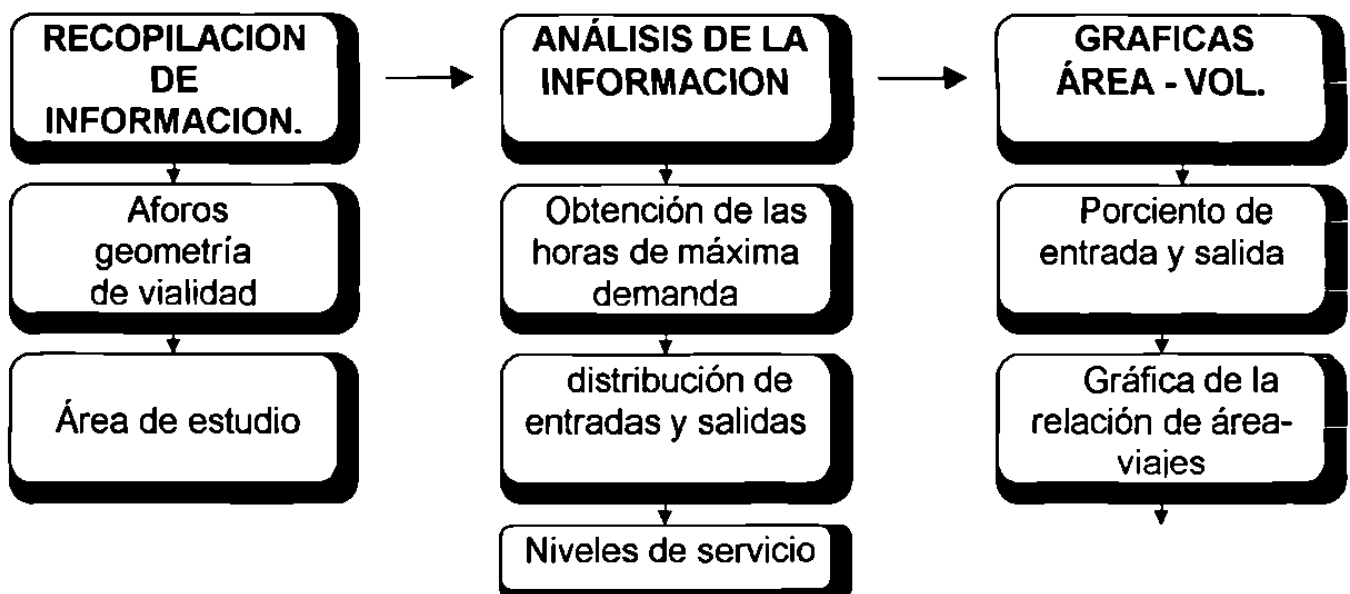 RECOPILACION
DE
INFORMACION.
Aforos
geometría
de vialidad
Área de estudio
ANÁLISIS DE LA
INFORMACION
Obtención de las
horas de máxima
demanda
distribución de
entradas y salidas
Niveles de servicio
GRAFICAS
ÁREA - VOL.
Porciento de
entrada y salida
Gráfica de la
relación de área-
viajes